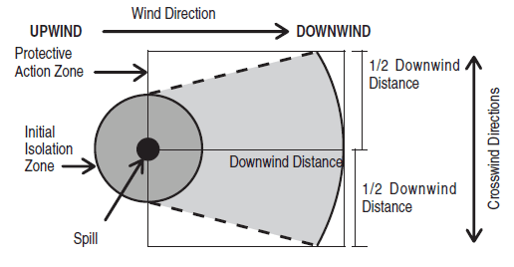 Wind Direction
UPWIND
DOWNWIND
Protective
Action Zone
1/2 Downwind
Distance
Initial
Isolation
Zone
Downwind Distance
1/2 Downwind
Distance
Crosswind Directions
Spill